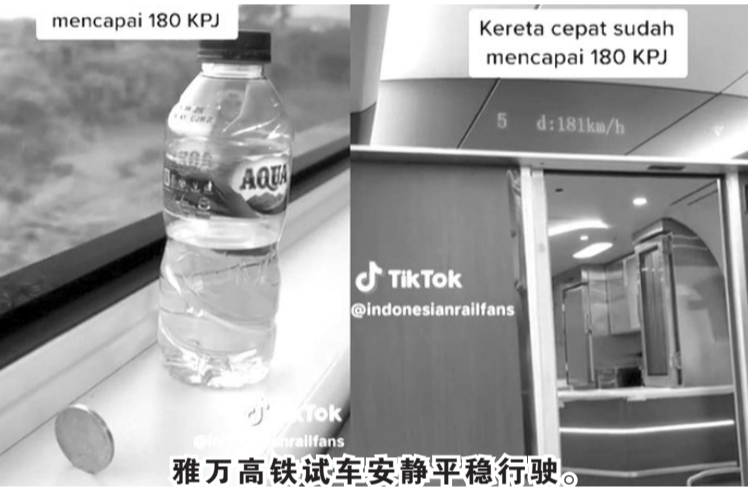 mencapai 180 KPJ
AQUA
TikTok
Kereta cepat sudah
mencapai 180 KPJ
5 d:181km/h
TikTok
@indonesianrailfans
雅万高铁试车安静平稳行驶。